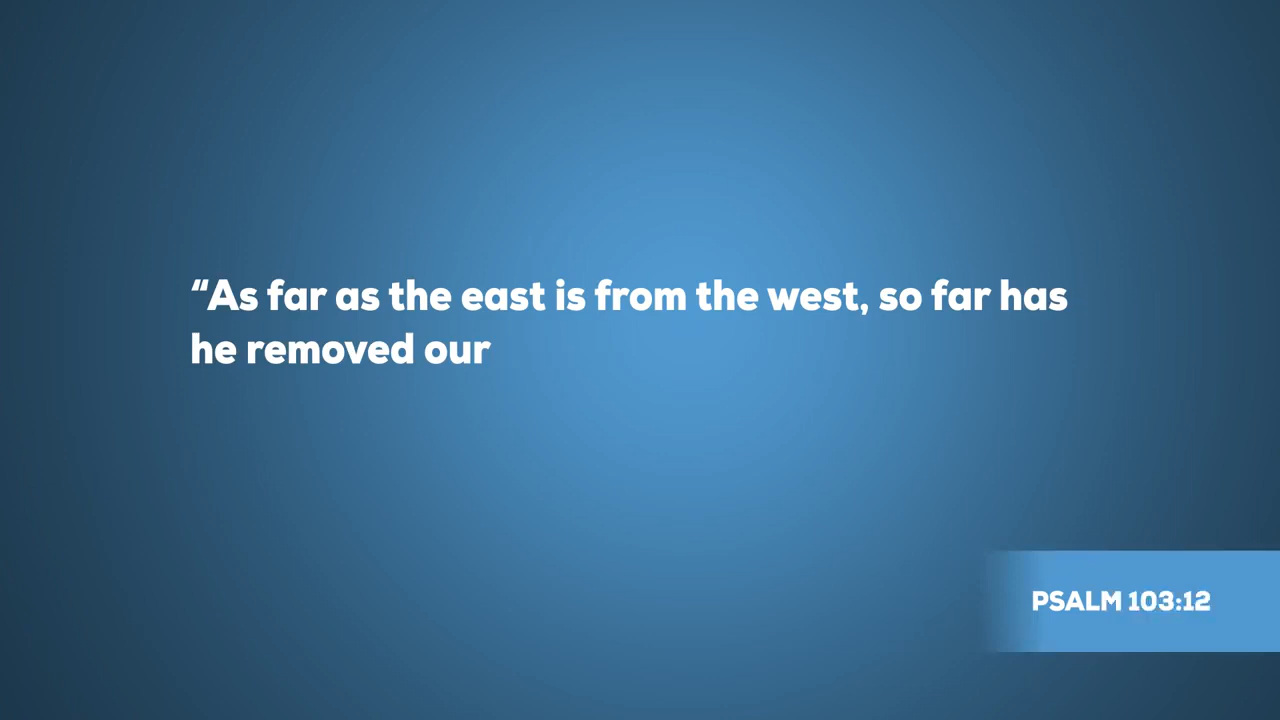 “As far as the east is from the west, so far has
he removed our
PSALM 103:12